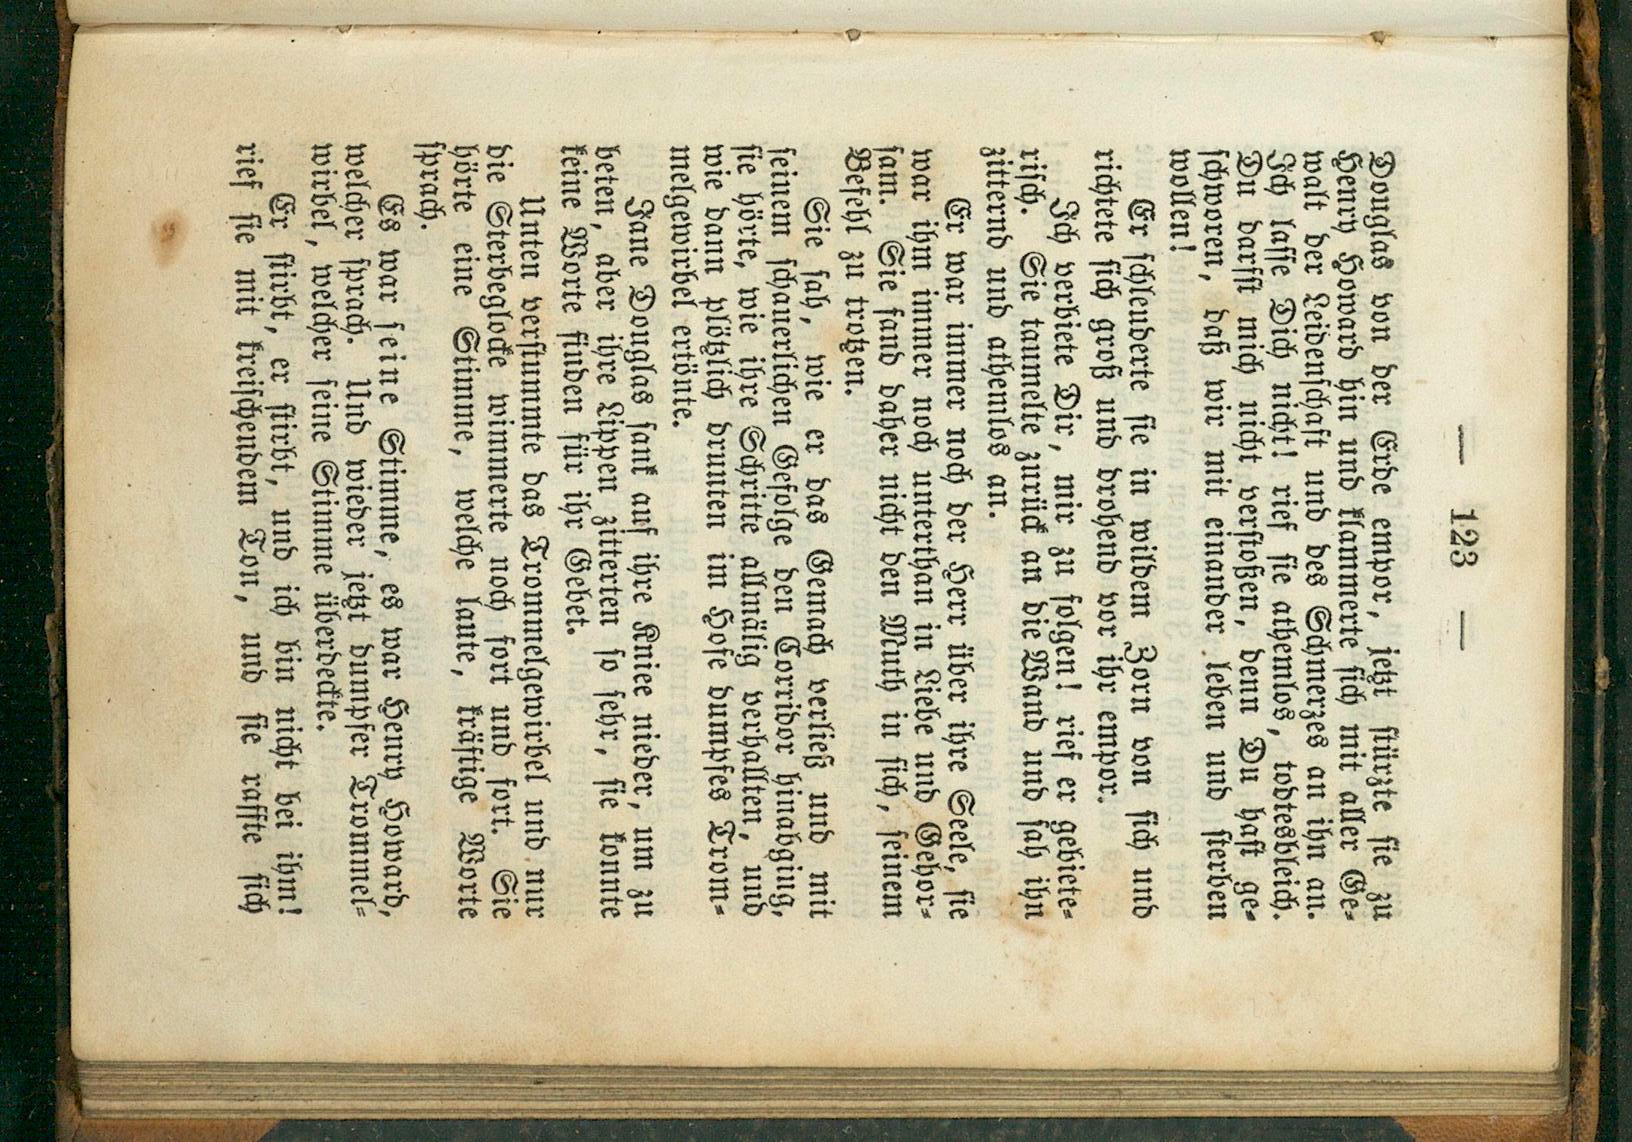 — 123 —
Douglas von der Erde empor, jetzt stürzte sie zu
Henry Howard hin und klammerte sich mit aller Ge-
walt der Leidenschaft und des Schmerzes an ihn an.
Ich lasse Dich nicht! rief sie athemlos, todtesbleich.
Du darfst mich nicht verstoßen, denn Du hast ge-
schworen, daß wir mit einander leben und sterben
wollen!
Er schleuderte sie in wildem Zorn von sich und
richtete sich groß und drohend vor ihr empor.
Ich verbiete Dir, mir zu folgen! rief er gebiete-
risch. Sie taumelte zurück an die Wand und sah ihn
zitternd und athemlos an.
Er war immer noch der Herr über ihre Seele, sie
war ihm immer noch unterthan in Liebe und Gehor-
sam. Sie fand daher nicht den Muth in sich, seinem
Befehl zu trotzen.
Sie sah, wie er das Gemach verließ und mit
seinem schauerlichen Gefolge den Corridor hinabging,
sie hörte, wie ihre Schritte allmälig verhallten, und
wie dann plötzlich drunten im Hofe dumpfes Trom-
melgewirbel ertönte.
Jane Douglas sank auf ihre Kniee nieder, um zu
beten, aber ihre Lippen zitterten so sehr, sie konnte
keine Worte finden für ihr Gebet.
Unten verstummte das Trommelgewirbel und nur
die Sterbeglocke wimmerte noch fort und fort. Sie
hörte eine Stimme, welche laute, kräftige Worte
sprach.
Es war seine Stimme, es war Henry Howard,
welcher sprach. Und wieder jetzt dumpfer Trommel-
wirbel, welcher seine Stimme überdeckte.
Er stirbt, er stirbt, und ich bin nicht bei ihm!
rief sie mit kreischendem Ton, und sie raffte sich